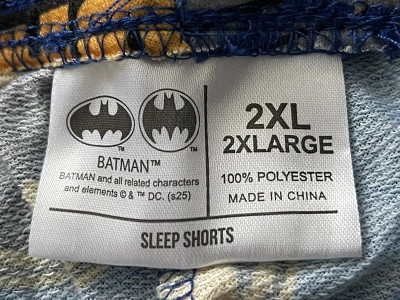 BATMAN™
BATMAN and all related characters
and elements © & ™ DC. (s25)
2XL
2XLARGE
100% POLYESTER
MADE IN CHINA
SLEEP SHORTS